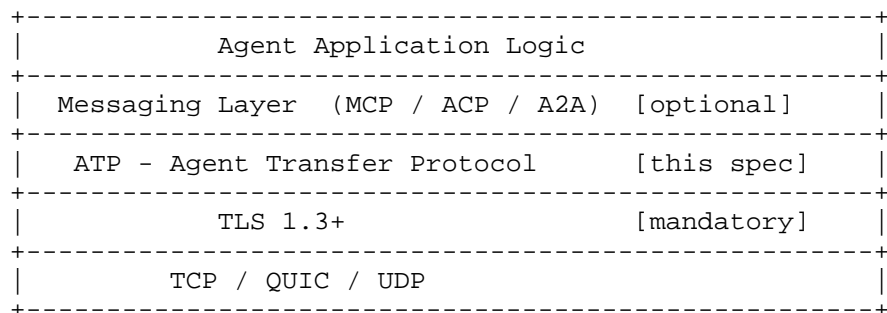 +-----------------------------------------------------+
|             Agent Application Logic                  |
+-----------------------------------------------------+
|  Messaging Layer  (MCP / ACP / A2A)  [optional]      |
+-----------------------------------------------------+
|   ATP - Agent Transfer Protocol      [this spec]     |
+-----------------------------------------------------+
|             TLS 1.3+                 [mandatory]     |
+-----------------------------------------------------+
|          TCP / QUIC / UDP                            |
+-----------------------------------------------------+